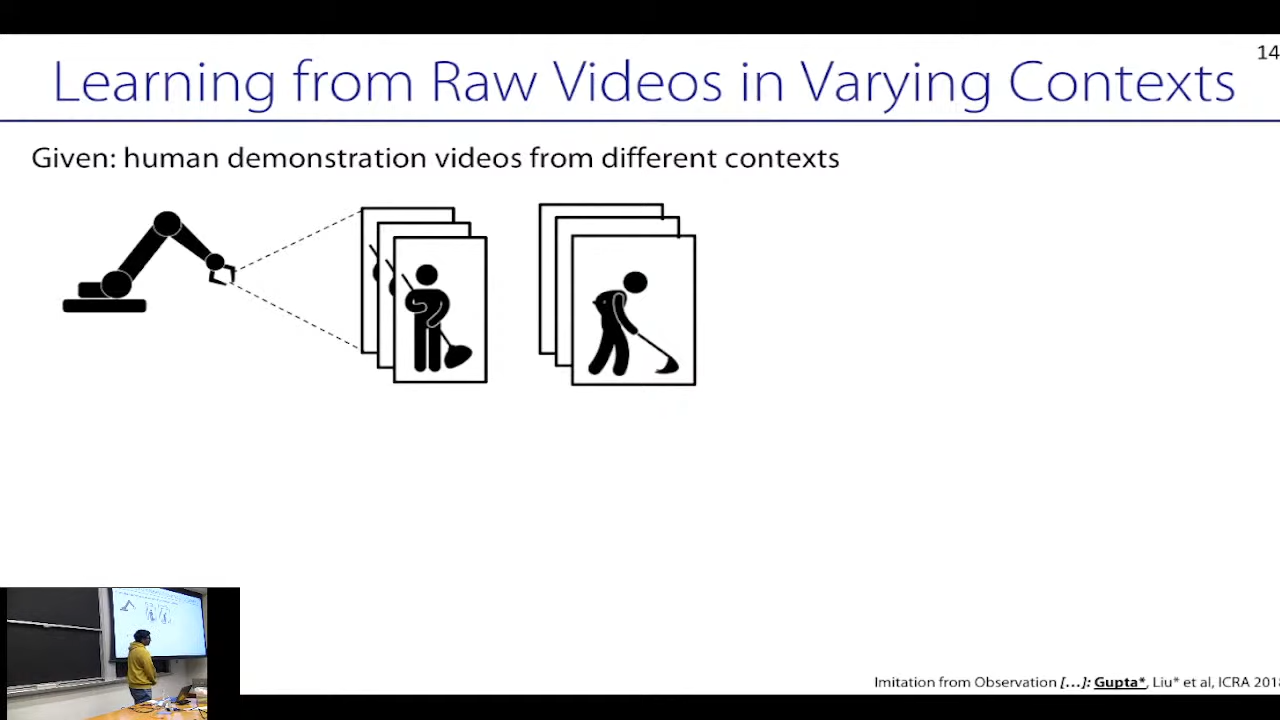 14
Learning from Raw Videos in Varying Contexts
Given: human demonstration videos from different contexts
Imitation from Observation [...]: Gupta*, Liu* et al, ICRA 2018